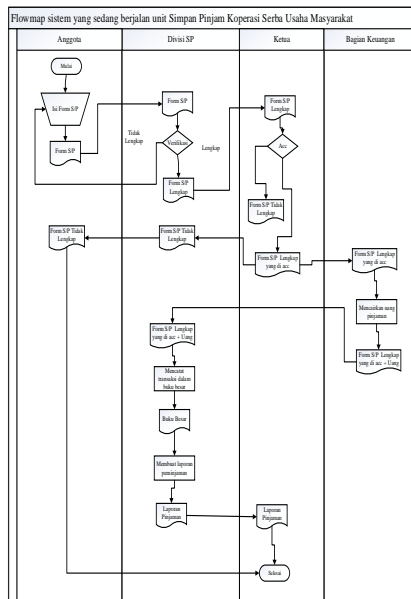 Flowmap sistem yang sedang berjalan unit Simpan Pinjam Koperasi Serba Usaha Masyarakat
Anggota
Divisi SP
Ketua
Bagian Keuangan
Mulai
Isi Form S/P
Form S/P
Form S/P
Tidak
Lengkap
Verifikasi
Lengkap
Form S/P
Lengkap
Form S/P
Lengkap
Acc
Form S/P Tidak
Lengkap
Form S/P Tidak
Lengkap
Form S/P Tidak
Lengkap
Form S/P Lengkap
yang di acc
Form S/P Lengkap
yang di acc
Mencairkan uang
pinjaman
Form S/P Lengkap
yang di acc + Uang
Form S/P Lengkap
yang di acc + Uang
Mencatat
transaksi dalam
buku besar
Buku Besar
Membuat laporan
peminjaman
Laporan
Pinjaman
Laporan
Pinjaman
Selesai